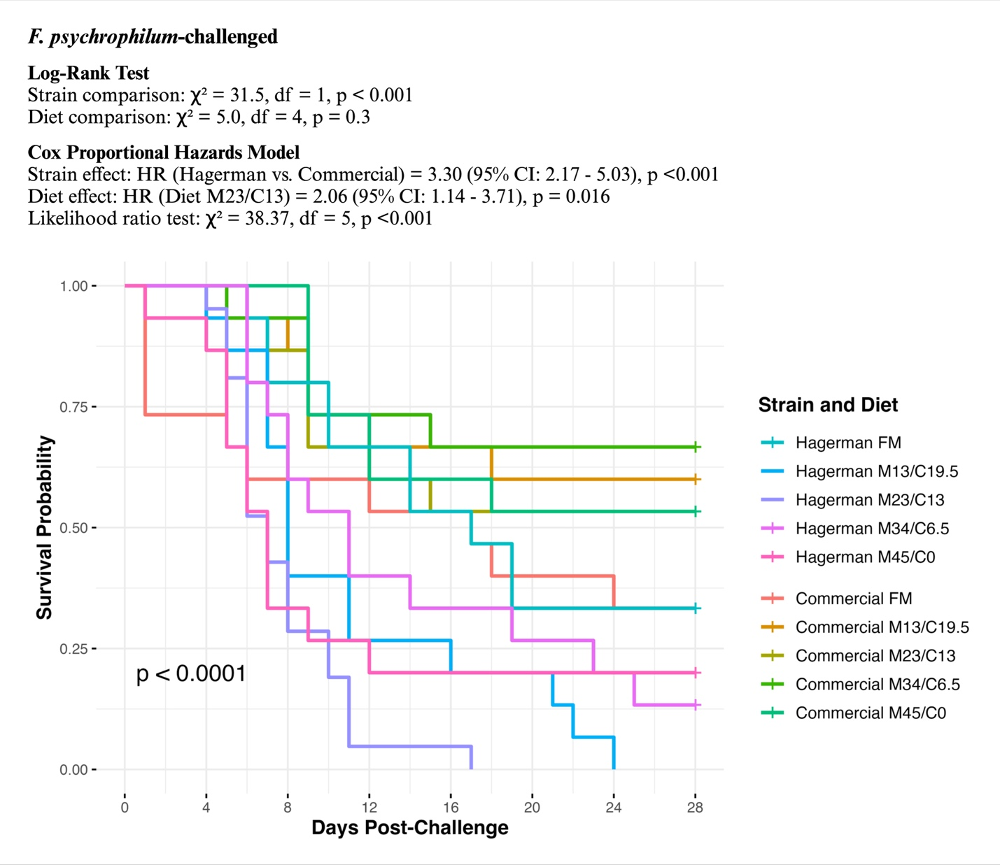 F. psychrophilum-challenged
Log-Rank Test
Strain comparison: χ² = 31.5, df = 1, p < 0.001
Diet comparison: χ² = 5.0, df = 4, p = 0.3
Cox Proportional Hazards Model
Strain effect: HR (Hagerman vs. Commercial) = 3.30 (95% CI: 2.17 - 5.03), p <0.001
Diet effect: HR (Diet M23/C13) = 2.06 (95% CI: 1.14 - 3.71), p = 0.016
Likelihood ratio test: χ² = 38.37, df = 5, p <0.001
Survival Probability
1.00
0.75
0.50
0.25
0.00
p < 0.0001
0 4 8 12 16 20 24 28
Days Post-Challenge
Strain and Diet
Hagerman FM
Hagerman M13/C19.5
Hagerman M23/C13
Hagerman M34/C6.5
Hagerman M45/C0
Commercial FM
Commercial M13/C19.5
Commercial M23/C13
Commercial M34/C6.5
Commercial M45/C0